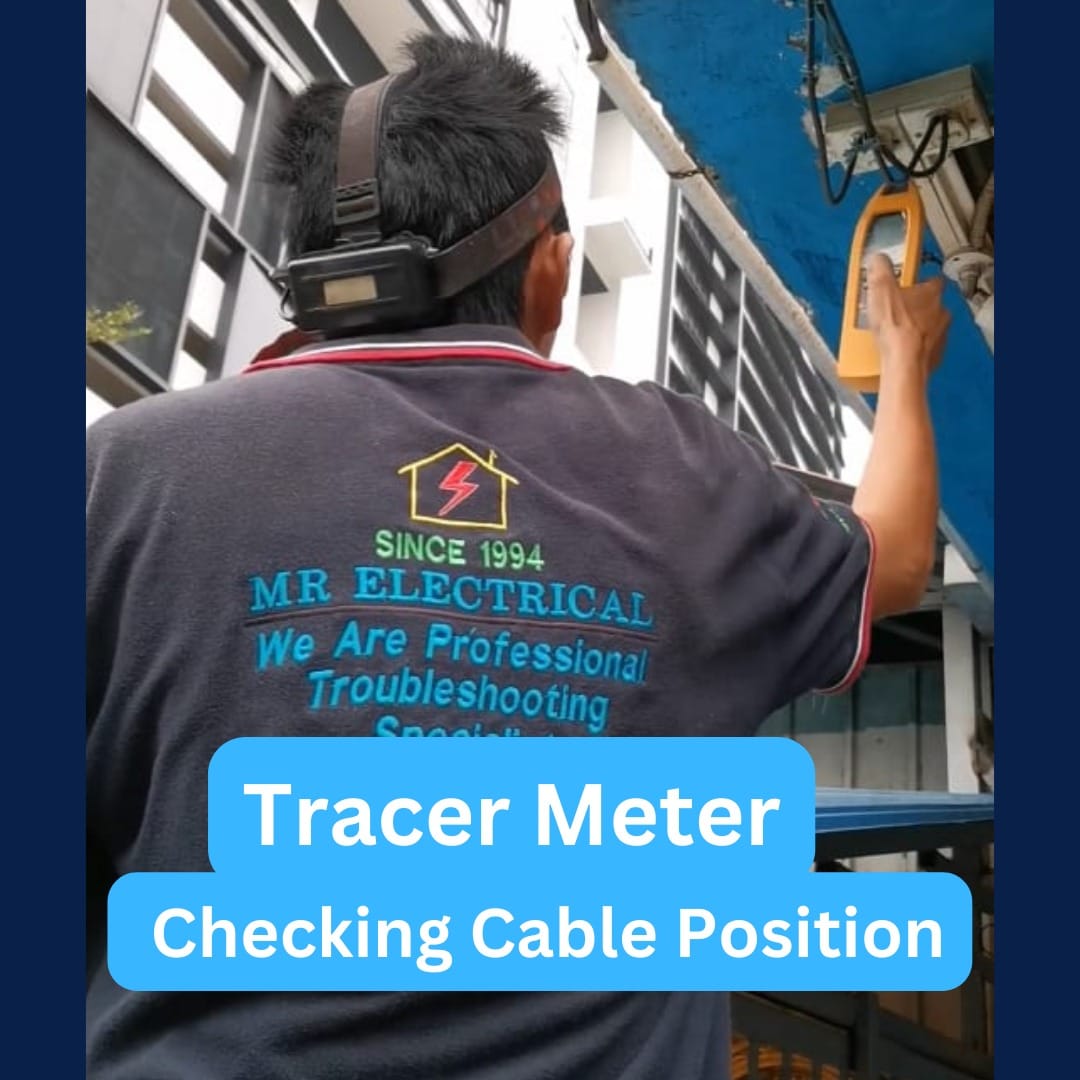 SINCE 1994
MR ELECTRICAL
We Are Professional
Troubleshooting
Tracer Meter
Checking Cable Position